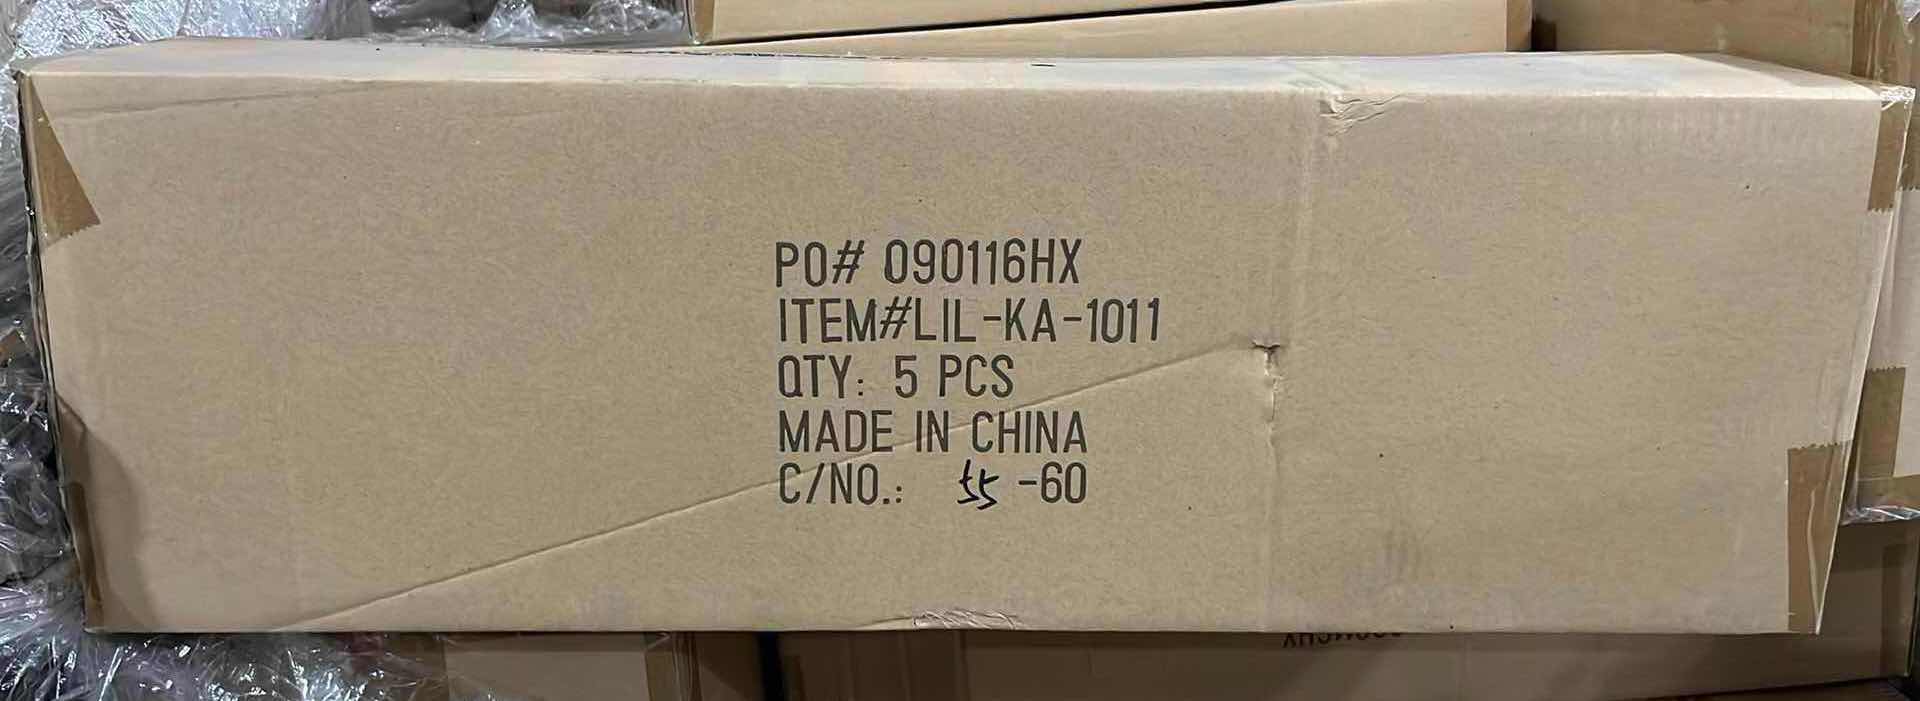 PO# 090116HX
ITEM#LIL-KA-1011
QTY: 5 PCS
MADE IN CHINA
C/NO.: 55 -60